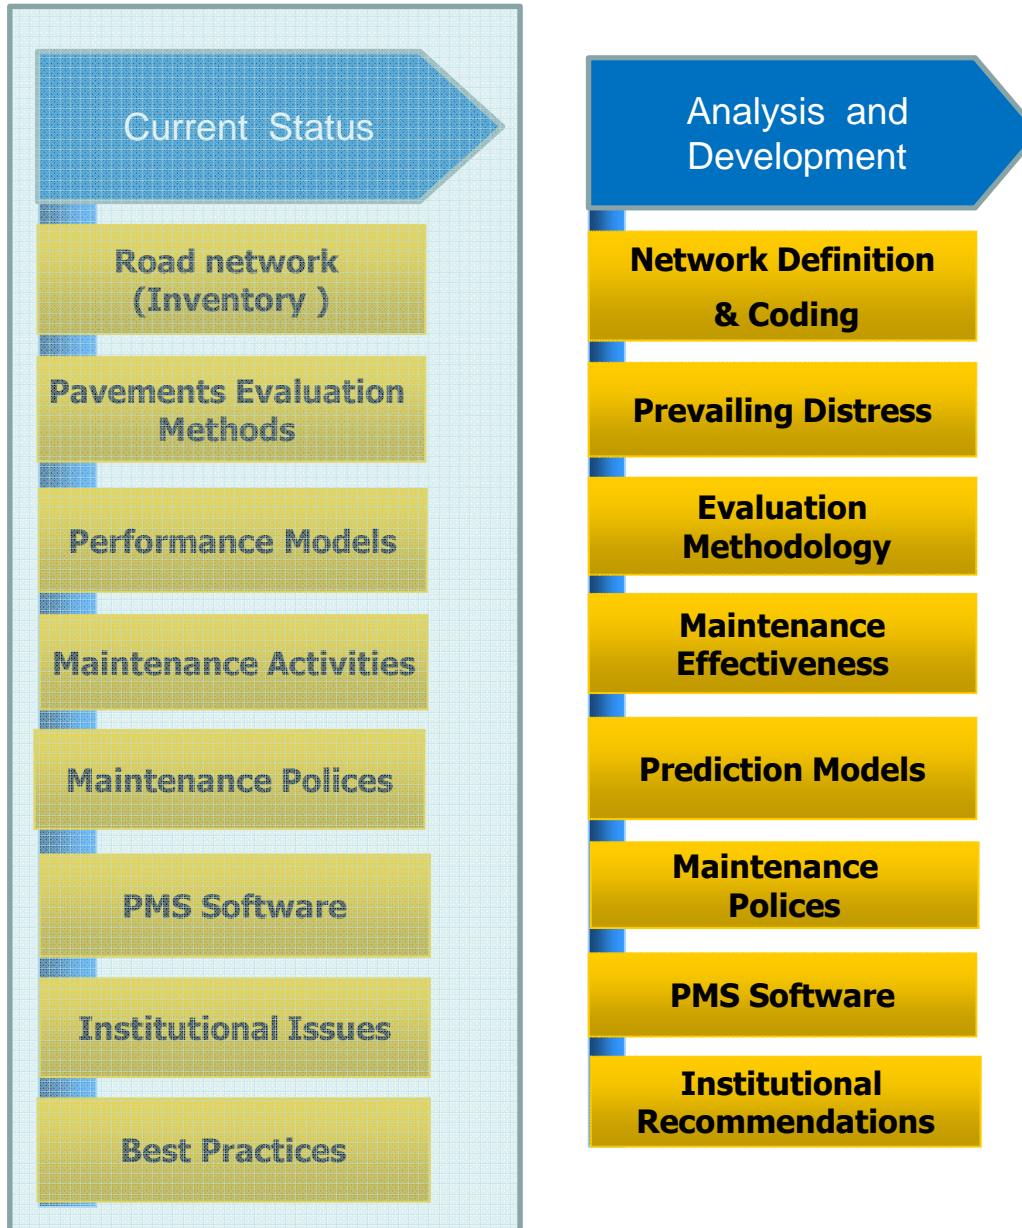 Current Status
Road network
(Inventory )
Pavements Evaluation
Methods
Performance Models
Maintenance Activities
Maintenance Polices
PMS Software
Institutional Issues
Best Practices
Analysis and
Development
Network Definition
& Coding
Prevailing Distress
Evaluation
Methodology
Maintenance
Effectiveness
Prediction Models
Maintenance
Polices
PMS Software
Institutional
Recommendations